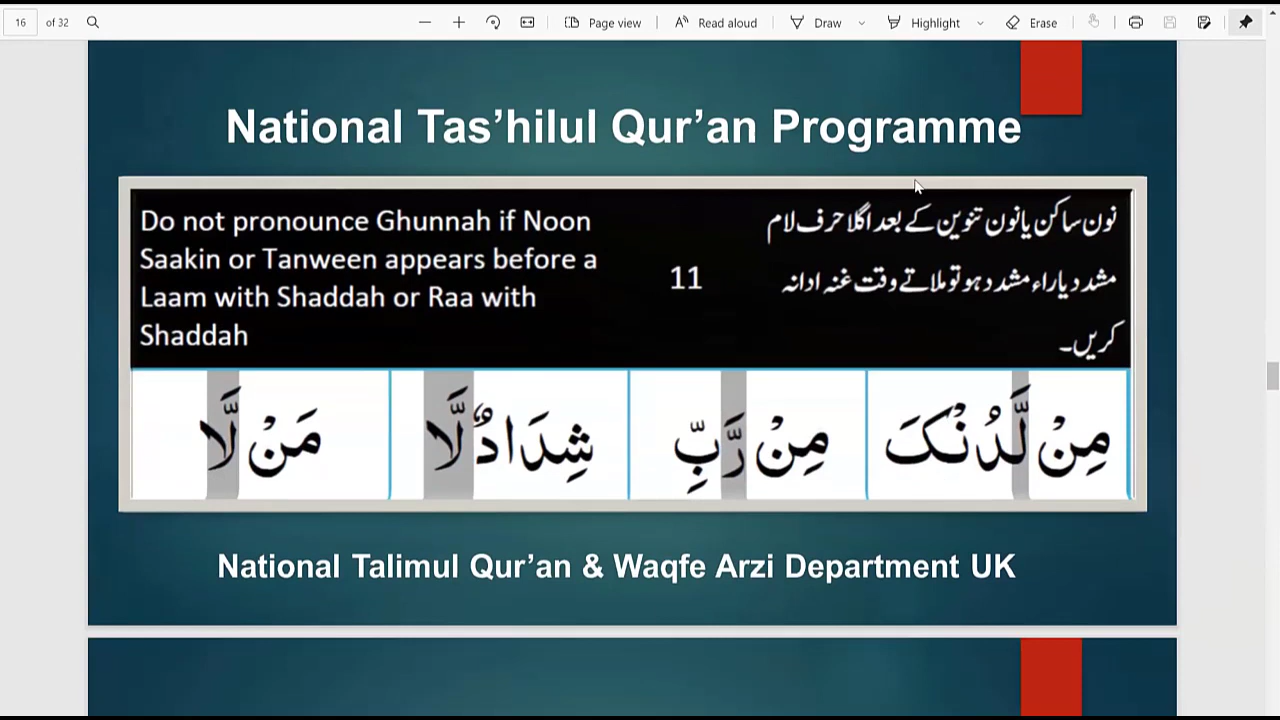 16 of 32
Page view
Read aloud
Draw
Highlight
Erase
National Tas’hilul Qur’an Programme
Do not pronounce Ghunnah if Noon
Saakin or Tanween appears before a
Laam with Shaddah or Raa with
Shaddah
11
نون ساکن یا نون تنوین کے بعد اگلا حرف لام
مشدد یا راء مشدد ہو تو ملاتے وقت غنہ ادا نہ
کریں۔
مِنْ لَّدُنْکَ
مِنْ رَّبِّ
شِدَادٌ لَّا
مَنْ لَّا
National Talimul Qur’an & Waqfe Arzi Department UK